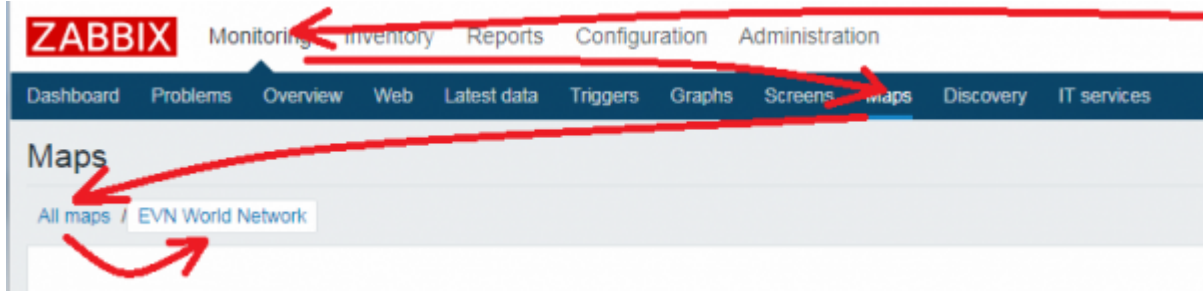 ZABBIX Monitoring Inventory Reports Configuration Administration
Dashboard Problems Overview Web Latest data Triggers Graphs Screens Maps Discovery IT services
Maps
All maps / EVN World Network